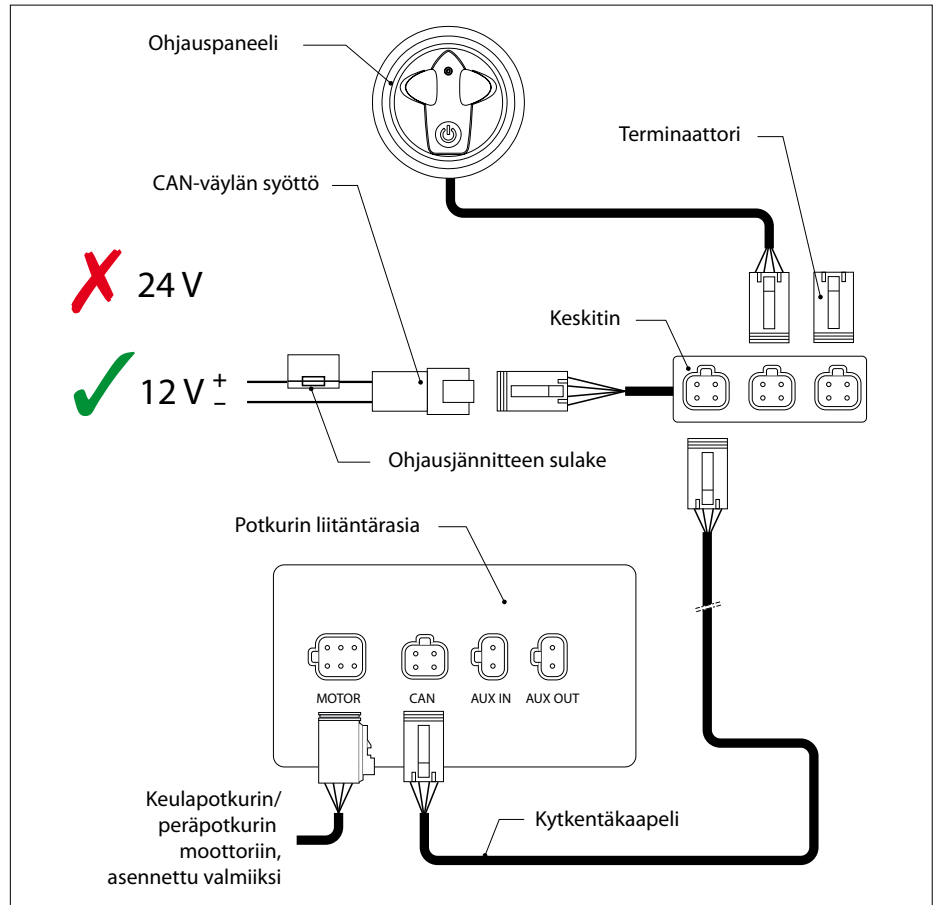 Ohjauspaneeli
Terminaattori
CAN-väylän syöttö
24 V
Keskitin
12 V + –
Ohjausjännitteen sulake
Potkurin liitäntärasia
MOTOR CAN AUX IN AUX OUT
Keulapotkurin/
peräpotkurin
moottoriin,
asennettu valmiiksi
Kytkentäkaapeli